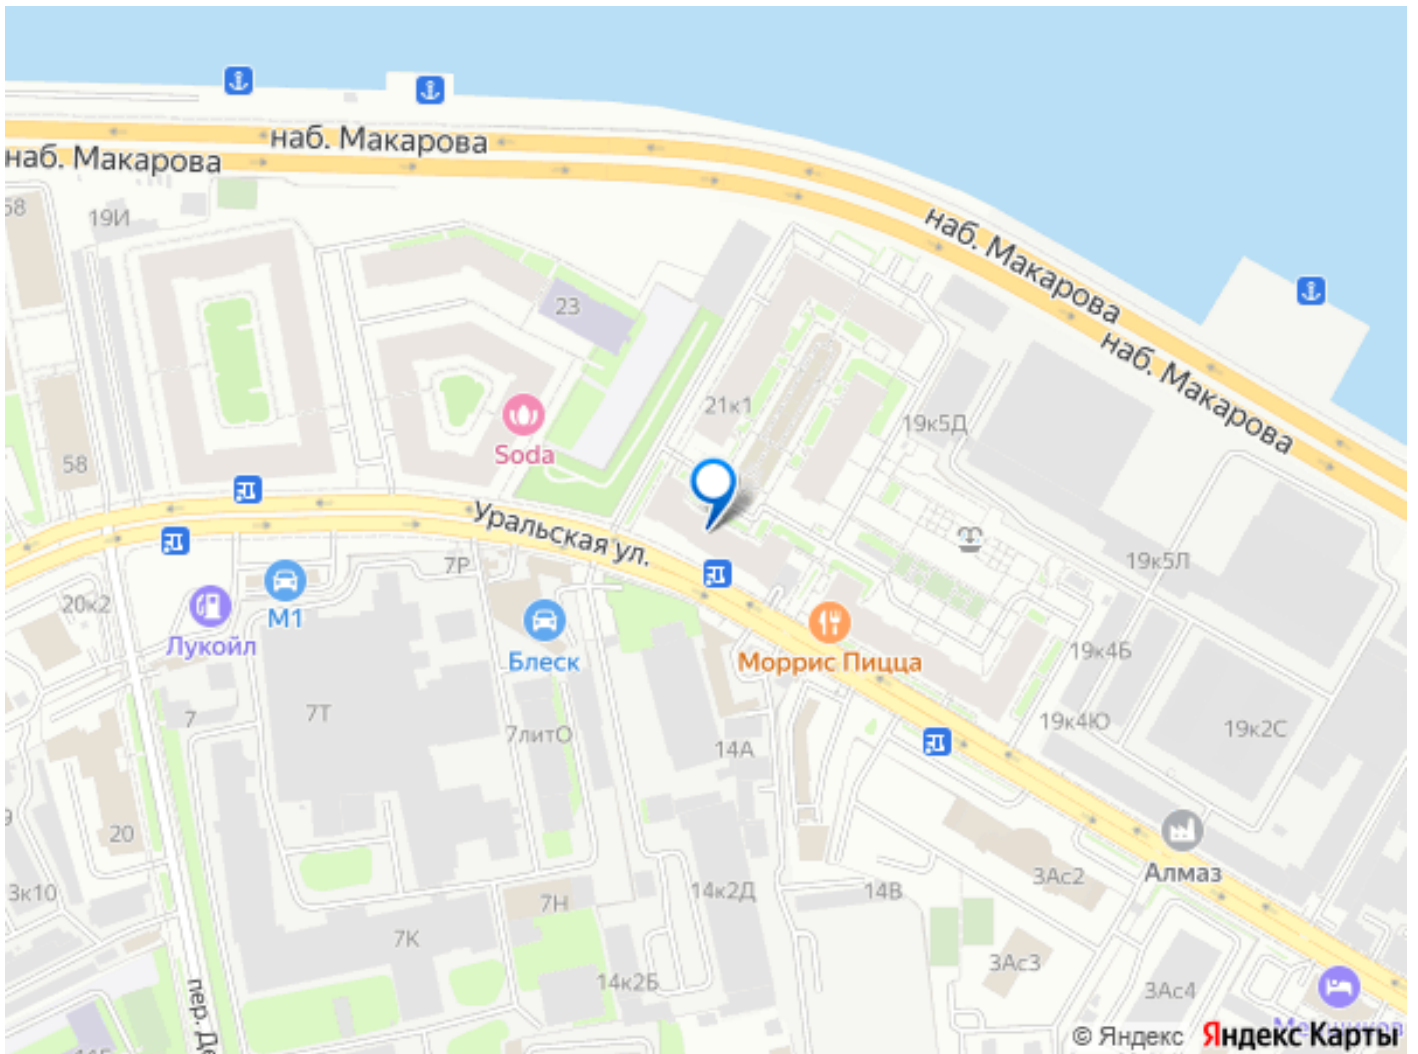 наб. Макарова
наб. Макарова
наб. Макарова
наб. Макарова
58
19И
23
21к1
19к5Д
58
Soda
Уральская ул.
7Р
19к5Л
20к2
М1
Лукойл
Блеск
Моррис Пицца
19к4Б
7
7Т
7литО
14А
19к4Ю
19к2С
20
Алмаз
3к10
14к2Д
14В
3Ас2
7Н
7К
3Ас3
14к2Б
3Ас4
пер. Де
© Яндекс
Яндекс Карты